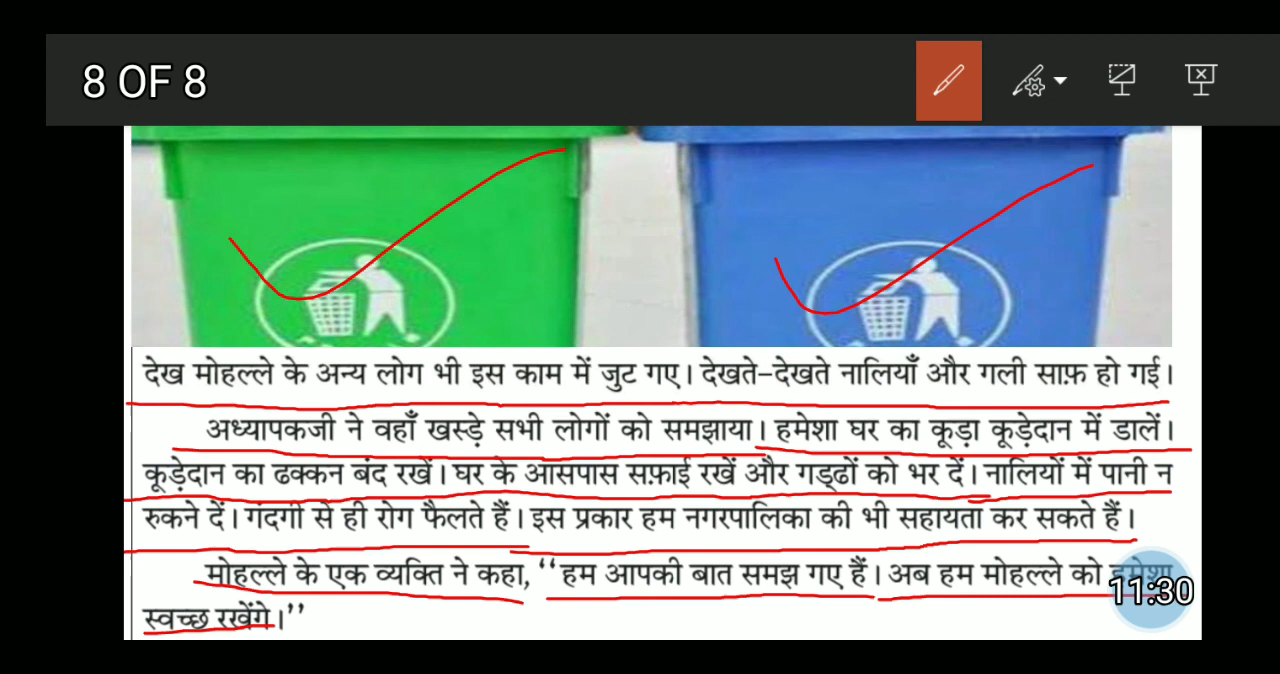 8 OF 8
देख मोहल्ले के अन्य लोग भी इस काम में जुट गए। देखते-देखते नालियाँ और गली साफ़ हो गई।
अध्यापकजी ने वहाँ खस्ड़े सभी लोगों को समझाया। हमेशा घर का कूड़ा कूड़ेदान में डालें।
कूड़ेदान का ढक्कन बंद रखें। घर के आसपास सफ़ाई रखें और गड्ढों को भर दें। नालियों में पानी न
रुकने दें। गंदगी से ही रोग फैलते हैं। इस प्रकार हम नगरपालिका की भी सहायता कर सकते हैं।
मोहल्ले के एक व्यक्ति ने कहा, ‘‘हम आपकी बात समझ गए हैं। अब हम मोहल्ले को हमेशा
11:30
स्वच्छ रखेंगे।’’